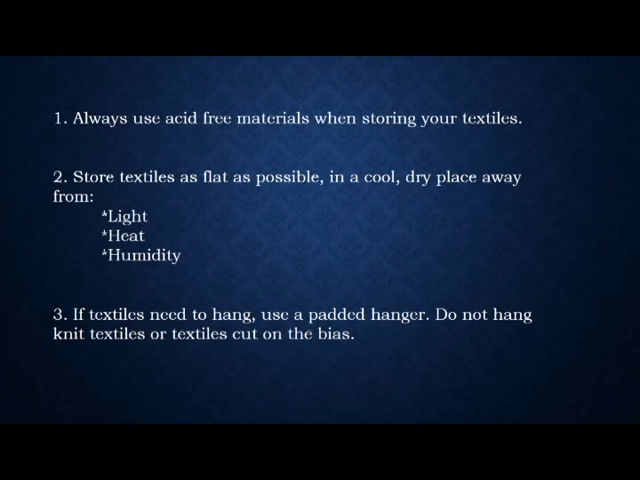 1. Always use acid free materials when storing your textiles.
2. Store textiles as flat as possible, in a cool, dry place away
from:
*Light
*Heat
*Humidity
3. If textiles need to hang, use a padded hanger. Do not hang
knit textiles or textiles cut on the bias.